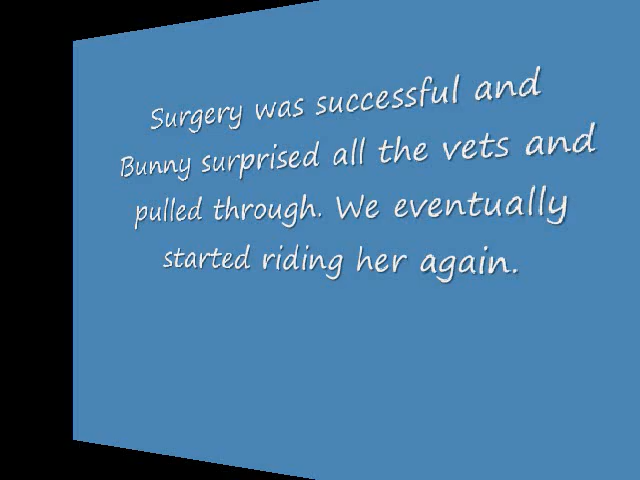 Surgery was successful and
Bunny surprised all the vets and
pulled through. We eventually
started riding her again.